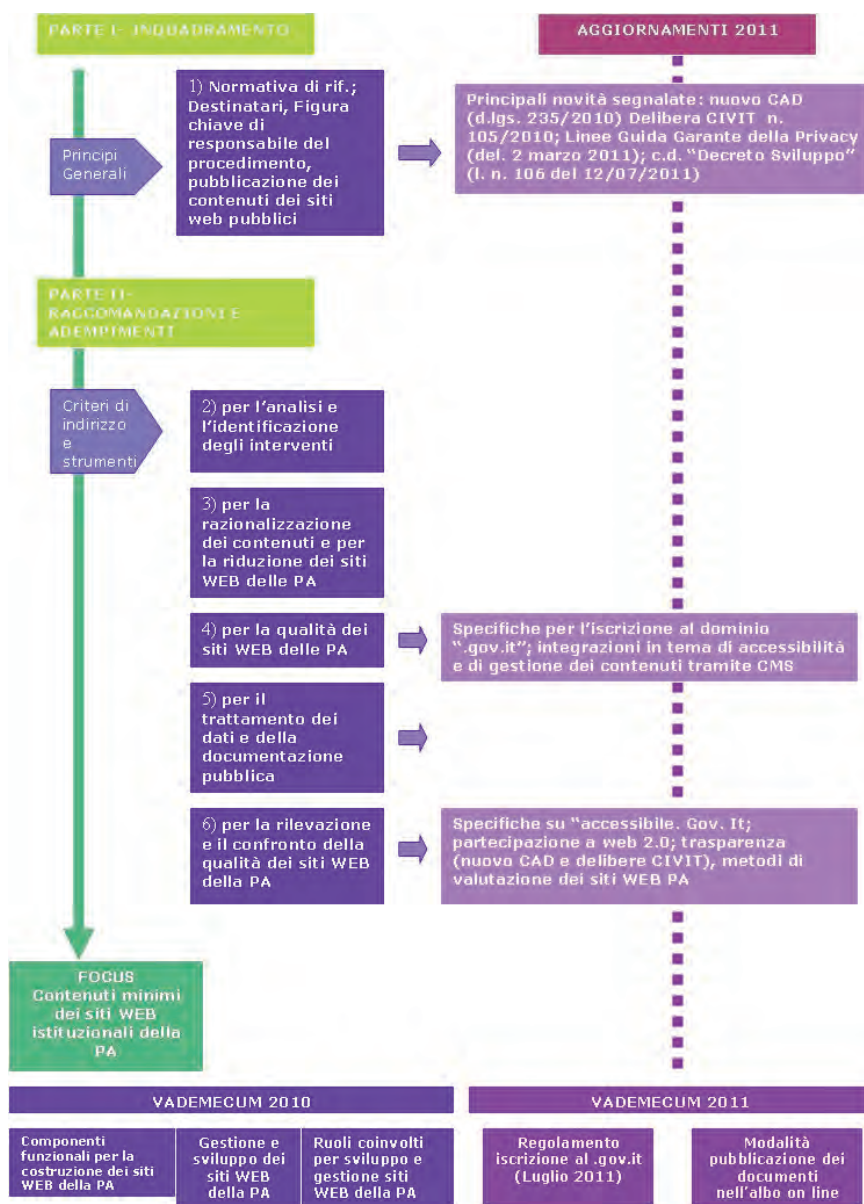 PARTE I- INQUADRAMENTO
AGGIORNAMENTI 2011
Principi
Generali
1) Normativa di rif.;
Destinatari, Figura
chiave di
responsabile del
procedimento,
pubblicazione dei
contenuti dei siti
web pubblici
Principali novità segnalate: nuovo CAD
(d.lgs. 235/2010) Delibera CIVIT n.
105/2010; Linee Guida Garante della Privacy
(del. 2 marzo 2011); c.d. "Decreto Sviluppo"
(l. n. 106 del 12/07/2011)
PARTE II-
RACCOMANDAZIONI E
ADEMPIMENTI
Criteri di
indirizzo
e
strumenti
2) per l'analisi e
l'identificazione
degli interventi
3) per la
razionalizzazione
dei contenuti e per
la riduzione dei siti
WEB delle PA
4) per la qualità dei
siti WEB delle PA
Specifiche per l'iscrizione al dominio
".gov.it"; integrazioni in tema di accessibilità
e di gestione dei contenuti tramite CMS
5) per il
trattamento dei
dati e della
documentazione
pubblica
6) per la rilevazione
e il confronto della
qualità dei siti WEB
della PA
Specifiche su "accessibile. Gov. It;
partecipazione a web 2.0; trasparenza
(nuovo CAD e delibere CIVIT), metodi di
valutazione dei siti WEB PA
FOCUS
Contenuti minimi
dei siti WEB
istituzionali della
PA
VADEMECUM 2010
VADEMECUM 2011
Componenti
funzionali per la
costruzione dei siti
WEB della PA
Gestione e
sviluppo dei
siti WEB
della PA
Ruoli coinvolti
per sviluppo e
gestione siti
WEB della PA
Regolamento
iscrizione al .gov.it
(Luglio 2011)
Modalità
pubblicazione dei
documenti
nell'albo on line